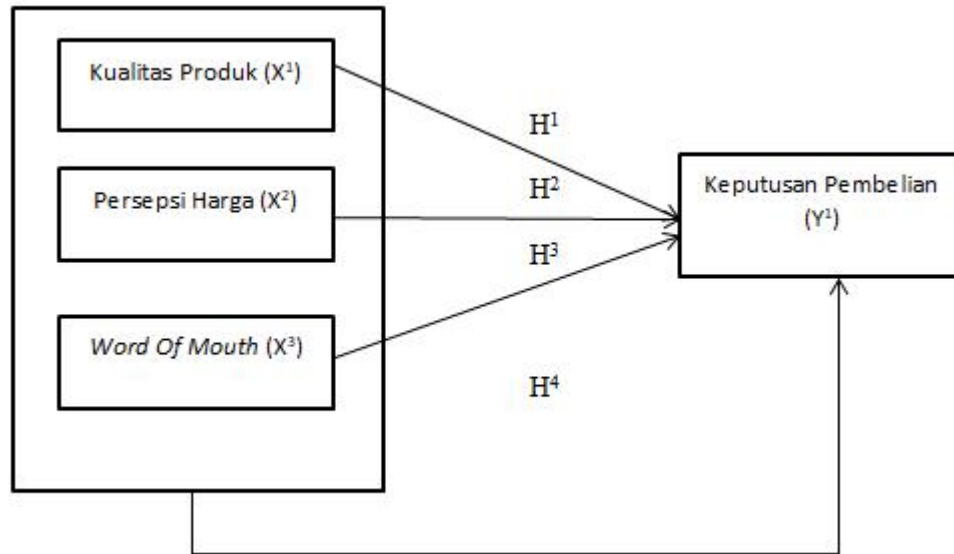 Kualitas Produk (X¹)
H¹
Persepsi Harga (X²)
H²
Keputusan Pembelian
(Y¹)
H³
Word Of Mouth (X³)
H⁴